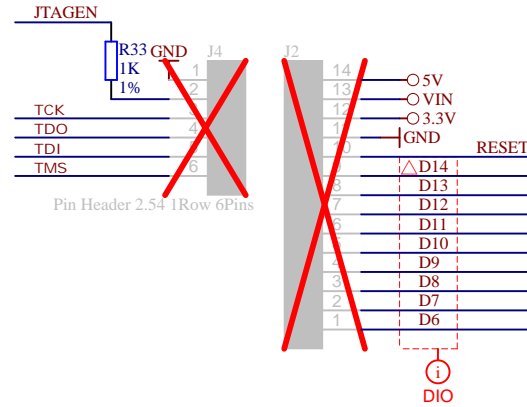 JTAGEN
R33
1K
1%
GND
J4
1
2
TCK
3
TDO
4
TDI
5
TMS
6
Pin Header 2.54 1Row 6Pins
J2
14
5V
13
VIN
12
3.3V
11
GND
10
RESET
9
D14
8
D13
7
D12
6
D11
5
D10
4
D9
3
D8
2
D7
1
D6
i
DIO